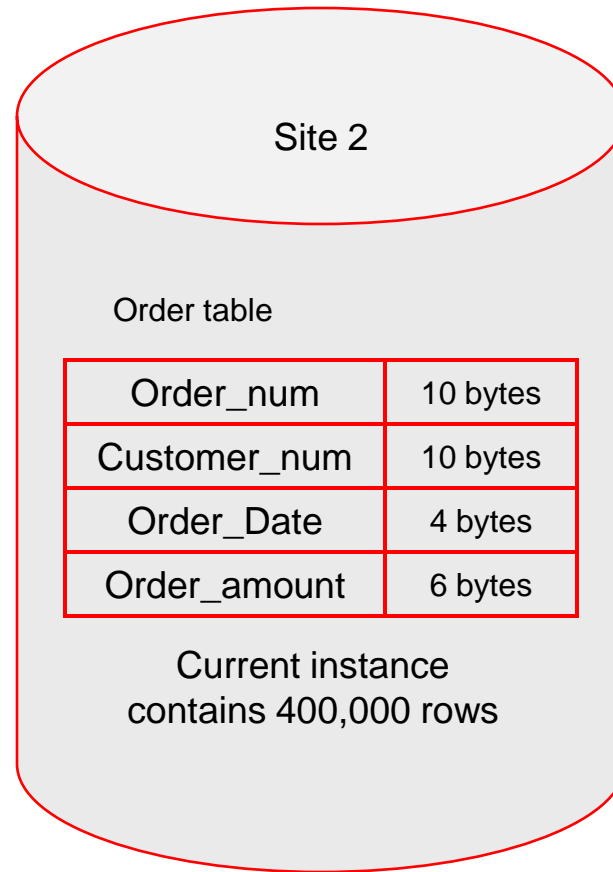 Site 2
Order table
Order_num 10 bytes
Customer_num 10 bytes
Order_Date 4 bytes
Order_amount 6 bytes
Current instance
contains 400,000 rows